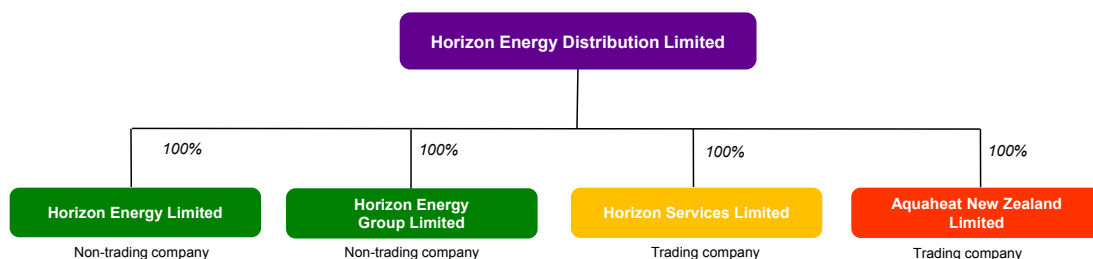 Horizon Energy Distribution Limited
100%
100%
100%
100%
Horizon Energy Limited
Horizon Energy
Group Limited
Horizon Services Limited
Aquaheat New Zealand
Limited
Non-trading company
Non-trading company
Trading company
Trading company